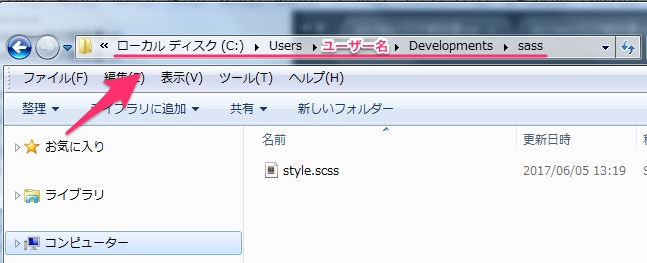 « ローカル ディスク (C:) ▸ Users ▸ ユーザー名 ▸ Developments ▸ sass
ファイル(F) 編集(E) 表示(V) ツール(T) ヘルプ(H)
整理 ライブラリに追加 共有 新しいフォルダー
お気に入り
ライブラリ
コンピューター
名前 更新日時
style.scss 2017/06/05 13:19